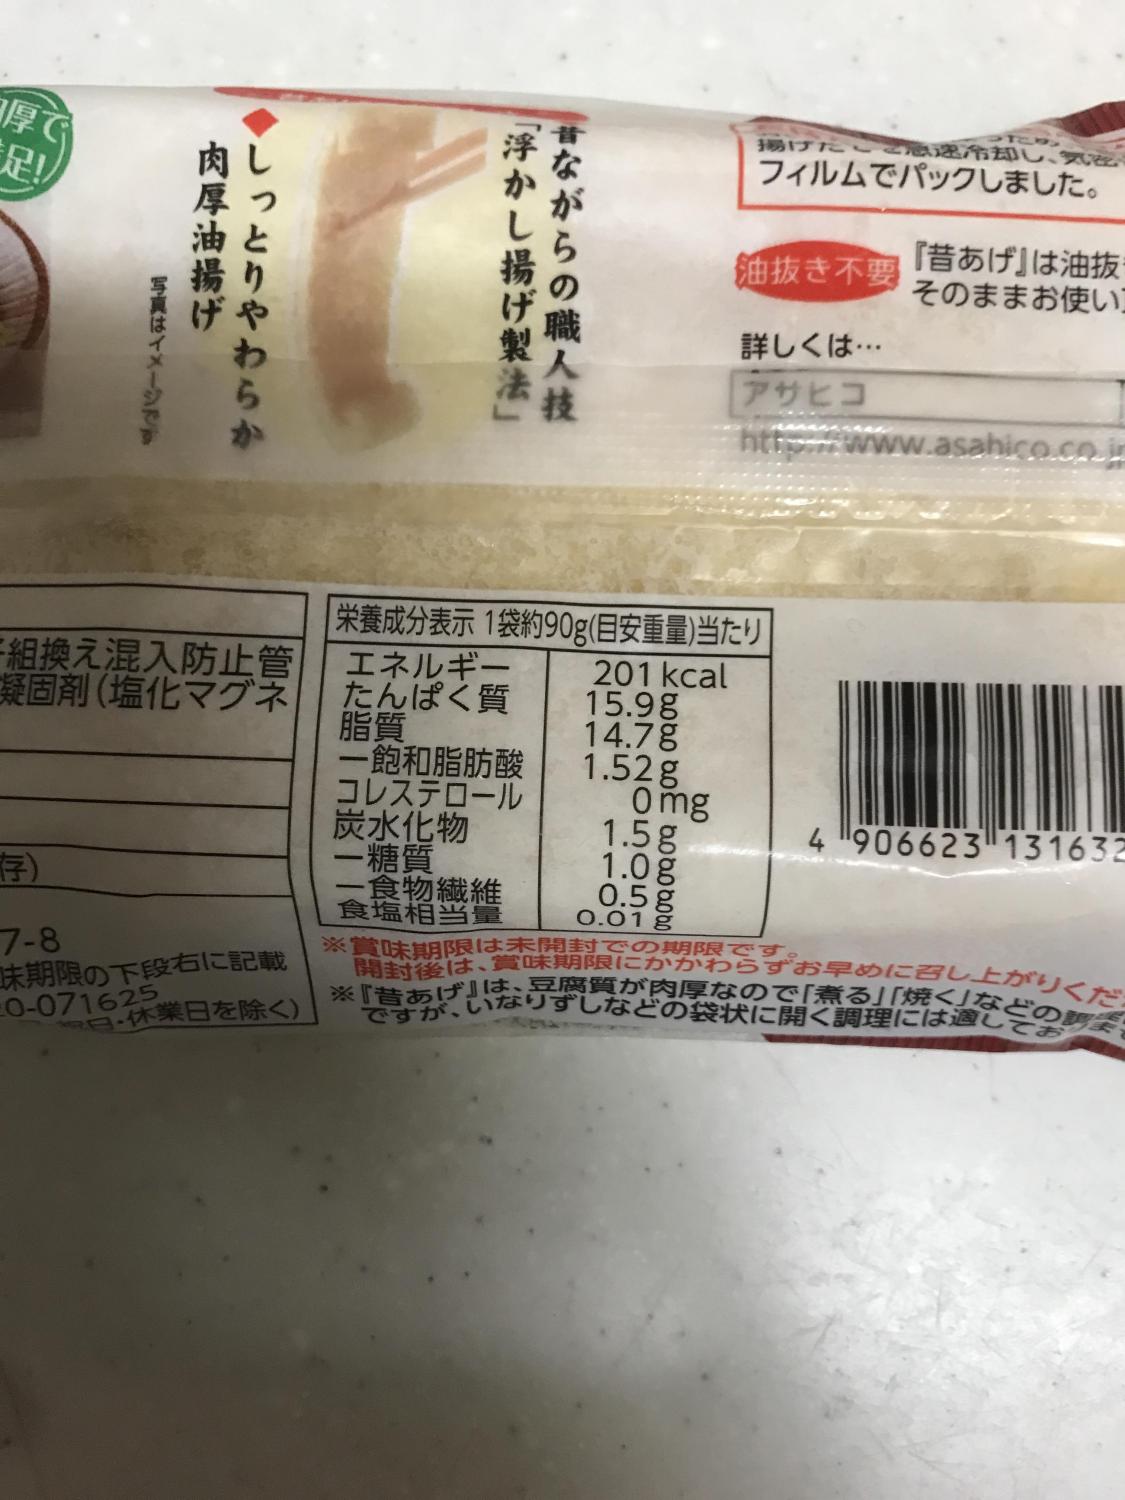 厚で
足!
◆しっとりやわらか
肉厚油揚げ
写真はイメージです
昔ながらの職人技
「浮かし揚げ製法」
急速冷却し、気密
フィルムでパックしました。
油抜き不要
『昔あげ』は油抜
そのままお使い
詳しくは…
アサヒコ
http://www.asahico.co.j
組換え混入防止管
凝固剤(塩化マグネ
存)
7-8
味期限の下段右に記載
0-071625
祝日・休業日を除く)
栄養成分表示 1袋約90g(目安重量)当たり
エネルギー 201kcal
たんぱく質 15.9g
脂質 14.7g
―飽和脂肪酸 1.52g
コレステロール 0mg
炭水化物 1.5g
―糖質 1.0g
―食物繊維 0.5g
食塩相当量 0.01g
※賞味期限は未開封での期限です。
開封後は、賞味期限にかかわらずお早めに召し上がりくだ
※『昔あげ』は、豆腐質が肉厚なので「煮る」「焼く」などの調
ですが、いなりずしなどの袋状に開く調理には適してお
4 906623 131632